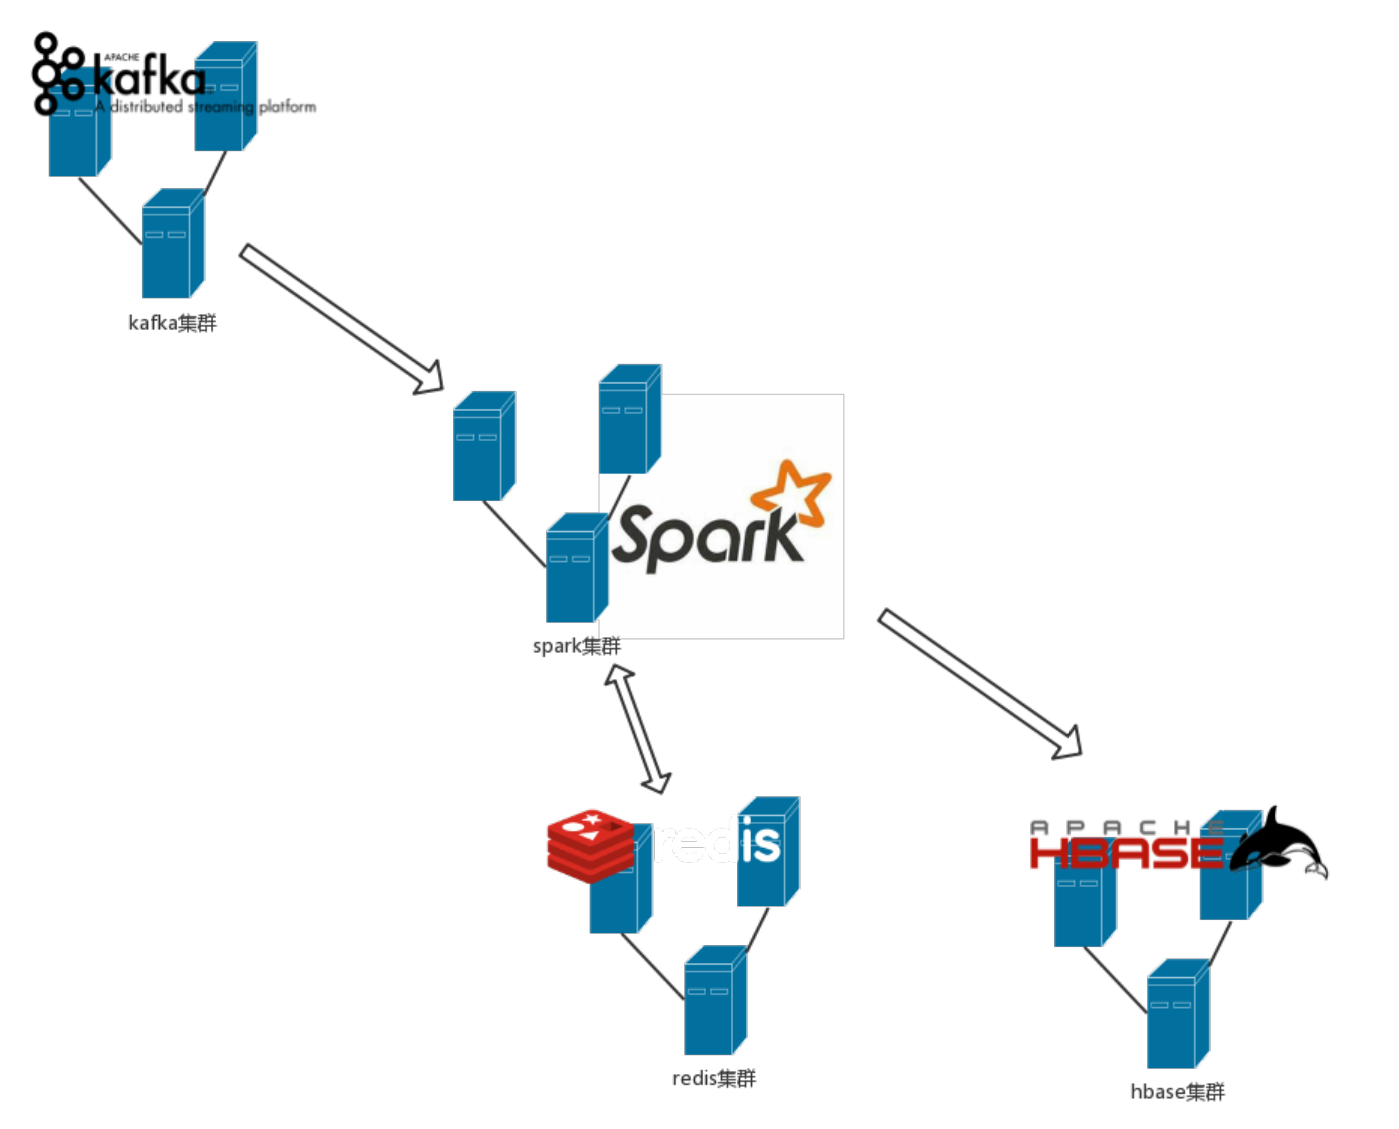 APACHE
kafka
A distributed streaming platform
kafka集群
Spark
spark集群
redis
redis集群
APACHE
HBASE
hbase集群